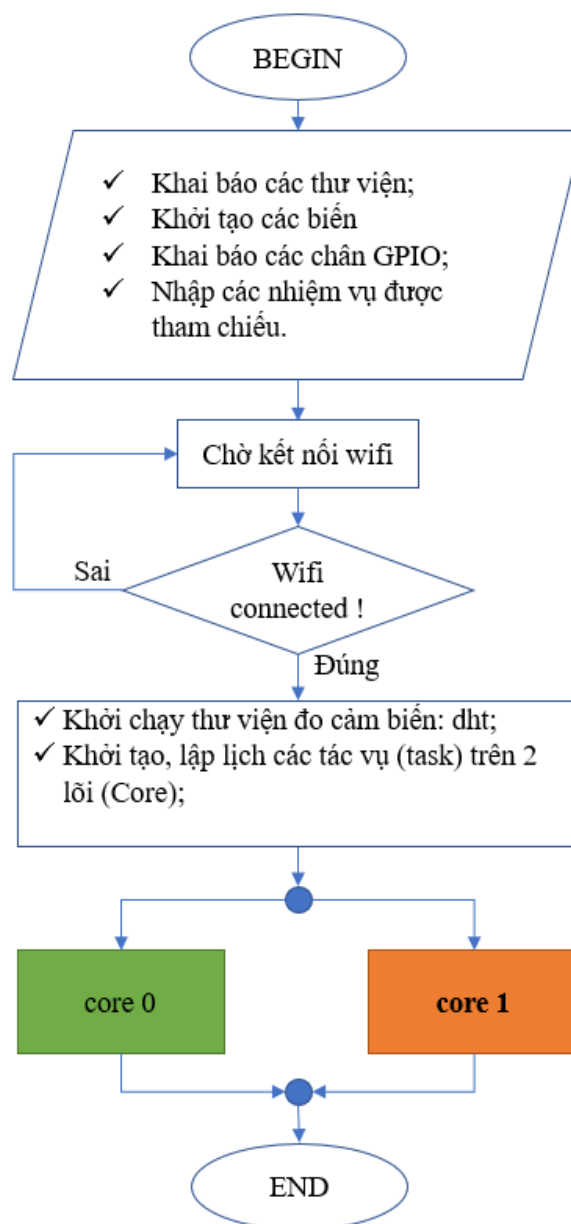 BEGIN
✓ Khai báo các thư viện;
✓ Khởi tạo các biến
✓ Khai báo các chân GPIO;
✓ Nhập các nhiệm vụ được
tham chiếu.
Chờ kết nối wifi
Sai
Wifi
connected !
Đúng
✓ Khởi chạy thư viện đo cảm biến: dht;
✓ Khởi tạo, lập lịch các tác vụ (task) trên 2
lõi (Core);
core 0
core 1
END